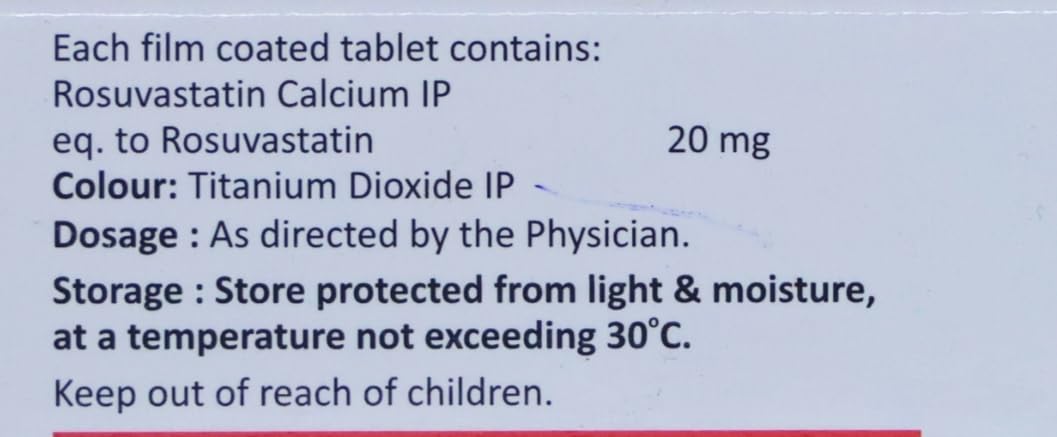 Each film coated tablet contains:
Rosuvastatin Calcium IP
eq. to Rosuvastatin 20 mg
Colour: Titanium Dioxide IP
Dosage : As directed by the Physician.
Storage : Store protected from light & moisture,
at a temperature not exceeding 30°C.
Keep out of reach of children.